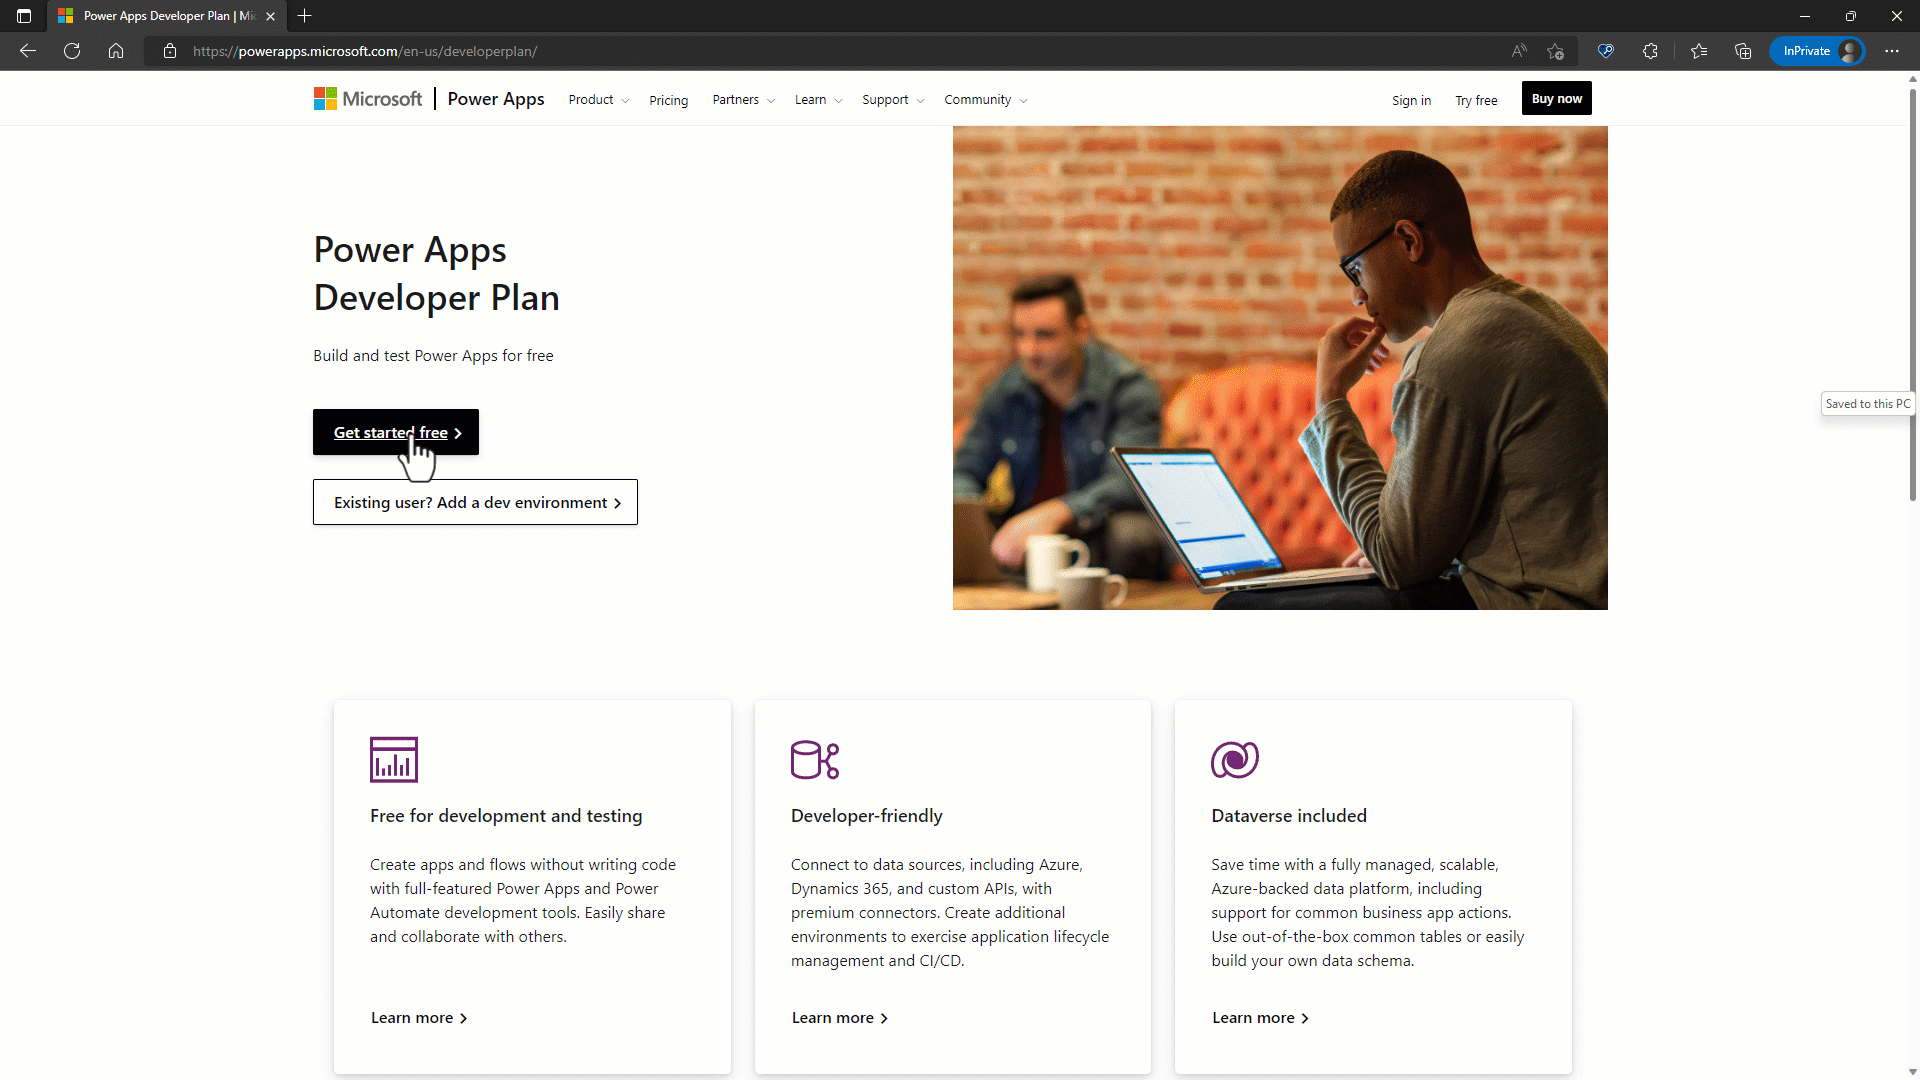 Power Apps Developer Plan | Mic
https://powerapps.microsoft.com/en-us/developerplan/
InPrivate
Microsoft
Power Apps
Product
Pricing
Partners
Learn
Support
Community
Sign in
Try free
Buy now
Power Apps
Developer Plan
Build and test Power Apps for free
Get started free
Existing user? Add a dev environment
Saved to this PC
Free for development and testing
Create apps and flows without writing code
with full-featured Power Apps and Power
Automate development tools. Easily share
and collaborate with others.
Learn more
Developer-friendly
Connect to data sources, including Azure,
Dynamics 365, and custom APIs, with
premium connectors. Create additional
environments to exercise application lifecycle
management and CI/CD.
Learn more
Dataverse included
Save time with a fully managed, scalable,
Azure-backed data platform, including
support for common business app actions.
Use out-of-the-box common tables or easily
build your own data schema.
Learn more